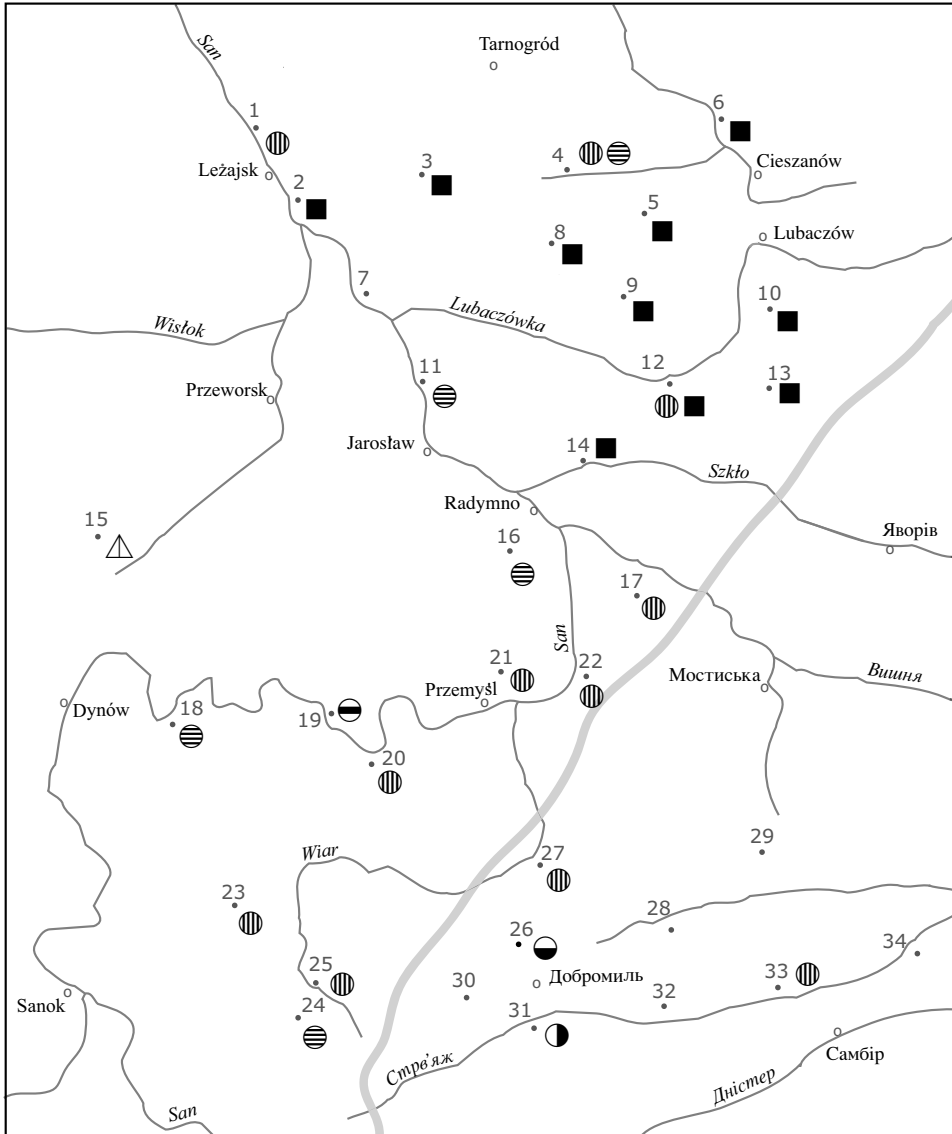 San
Tarnogród
1
6
Leżajsk
3
4
Cieszanów
2
5
8
Lubaczów
7
9
10
Wisłok
Lubaczówka
Przeworsk
11
12
13
Jarosław
14
Szkło
Radymno
Яворів
15
16
17
San
21
22
Przemyśl
Мостиська
Вишня
Dynów
18
19
20
Wiar
27
29
23
26
28
34
25
30
Добромиль
33
Sanok
24
31
32
Стрв'яж
Самбір
San
Дністер